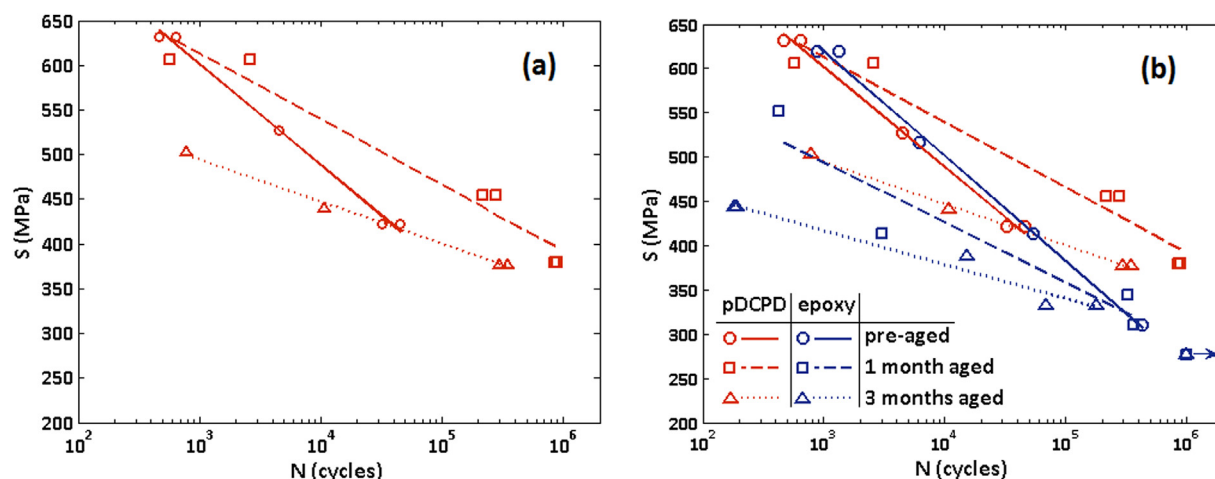 (a)
650
600
550
500
450
400
350
300
250
200
S (MPa)
10² 10³ 10⁴ 10⁵ 10⁶
N (cycles)
(b)
650
600
550
500
450
400
350
300
250
200
S (MPa)
pDCPD epoxy
pre-aged
1 month aged
3 months aged
10² 10³ 10⁴ 10⁵ 10⁶
N (cycles)